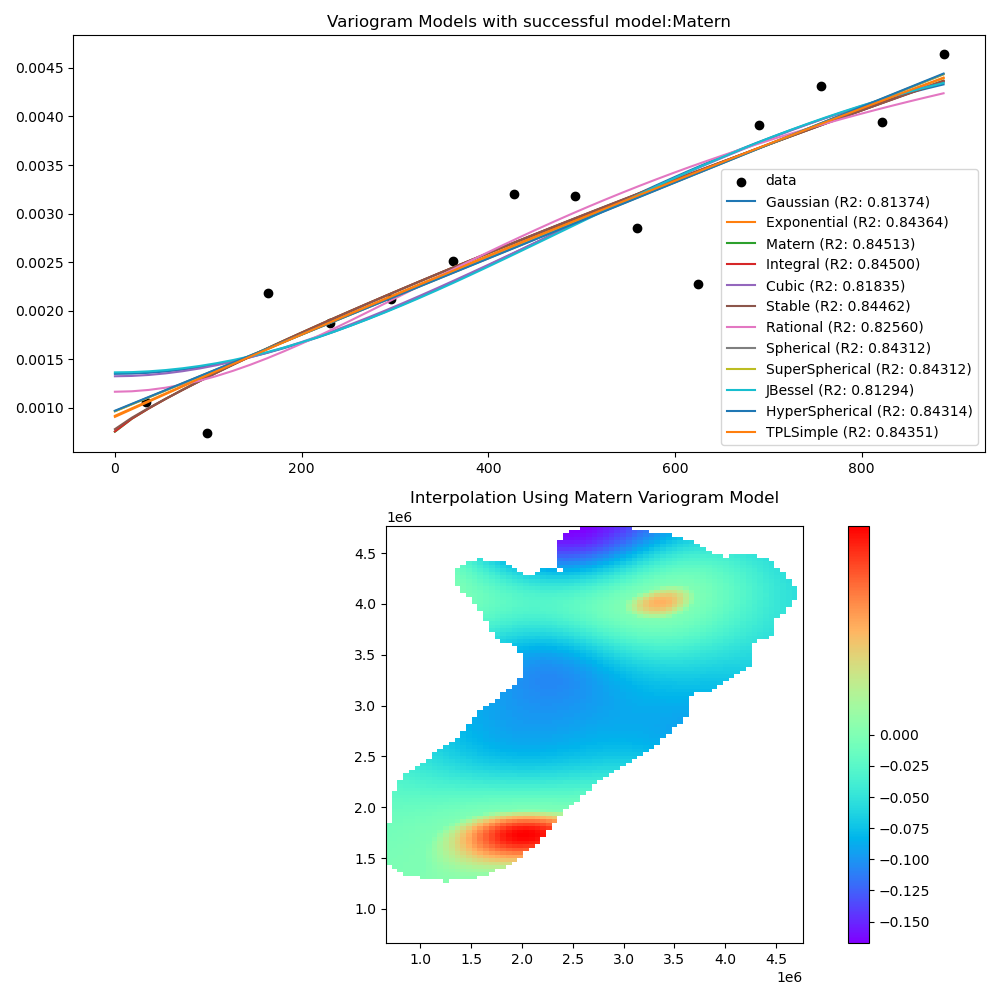 Variogram Models with successful model:Matern
0.0045
0.0040
0.0035
0.0030
0.0025
0.0020
0.0015
0.0010
data
Gaussian (R2: 0.81374)
Exponential (R2: 0.84364)
Matern (R2: 0.84513)
Integral (R2: 0.84500)
Cubic (R2: 0.81835)
Stable (R2: 0.84462)
Rational (R2: 0.82560)
Spherical (R2: 0.84312)
SuperSpherical (R2: 0.84312)
JBessel (R2: 0.81294)
HyperSpherical (R2: 0.84314)
TPLSimple (R2: 0.84351)
0 200 400 600 800
Interpolation Using Matern Variogram Model
1e6
4.5
4.0
3.5
3.0
2.5
2.0
1.5
1.0
1.0 1.5 2.0 2.5 3.0 3.5 4.0 4.5
1e6
0.000
−0.025
−0.050
−0.075
−0.100
−0.125
−0.150